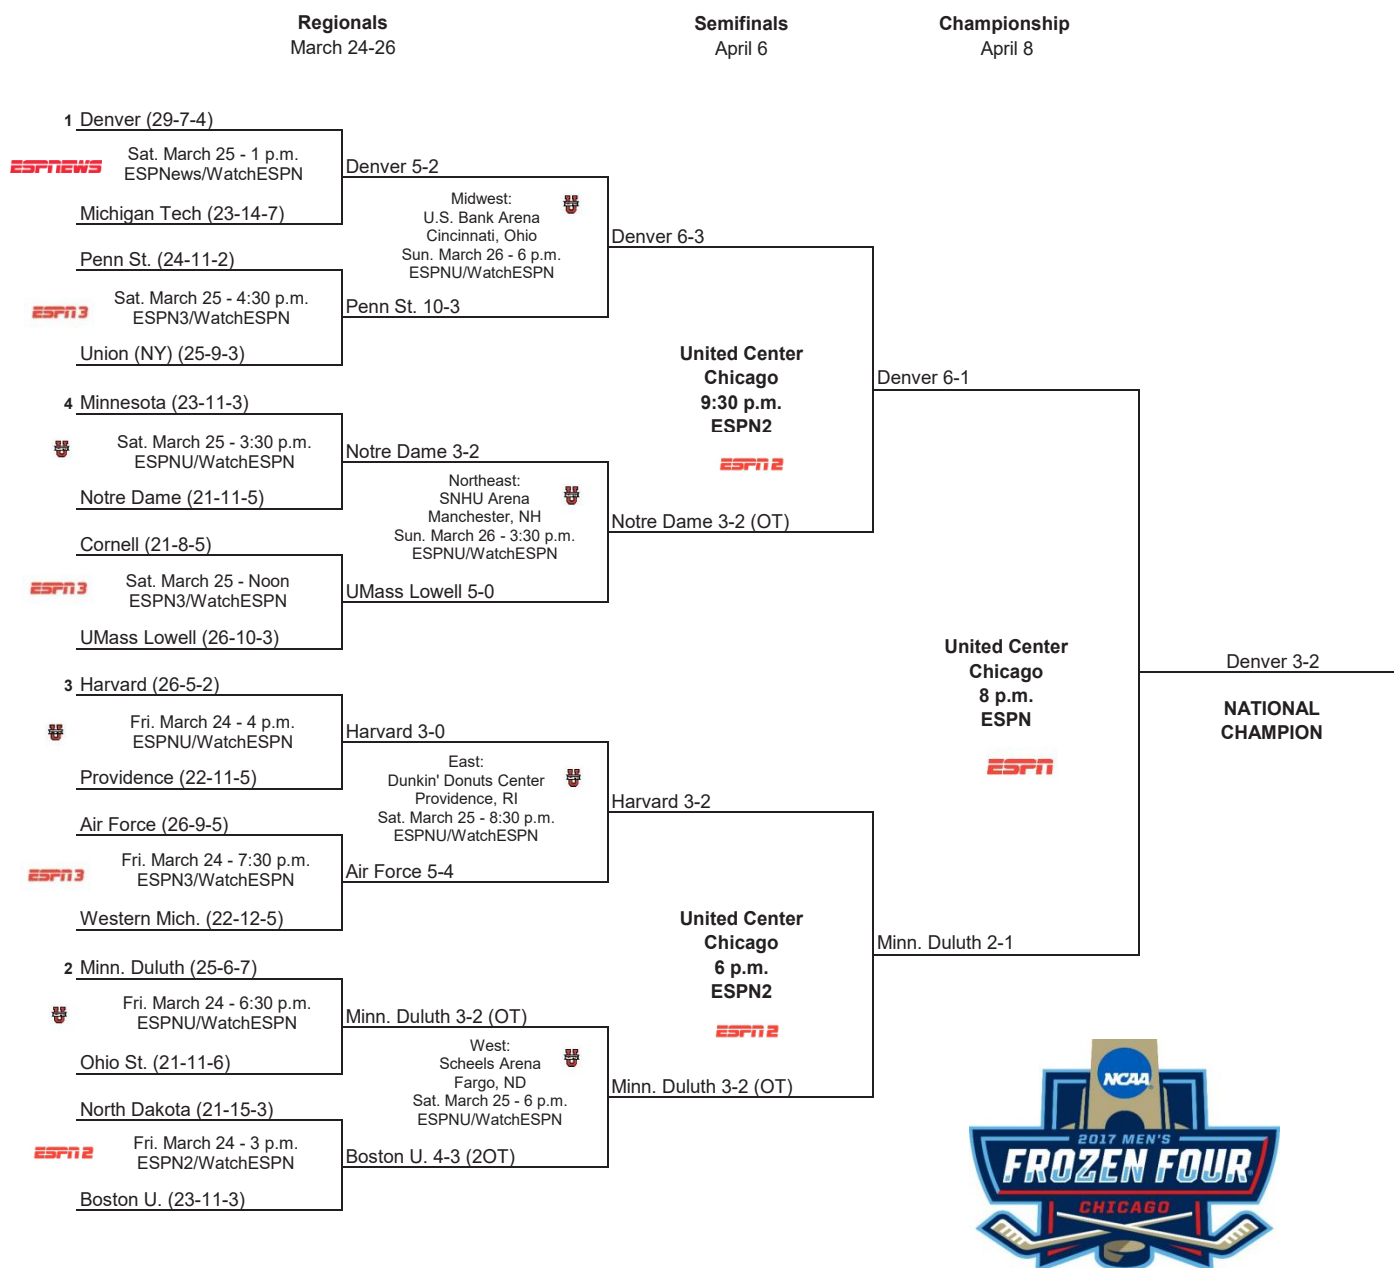 Regionals
March 24-26
Semifinals
April 6
Championship
April 8
1 Denver (29-7-4)
ESPNEWS
Sat. March 25 - 1 p.m.
ESPNews/WatchESPN
Michigan Tech (23-14-7)
Denver 5-2
Penn St. (24-11-2)
ESPN 3
Sat. March 25 - 4:30 p.m.
ESPN3/WatchESPN
Union (NY) (25-9-3)
Penn St. 10-3
Midwest:
U.S. Bank Arena
Cincinnati, Ohio
Sun. March 26 - 6 p.m.
ESPNU/WatchESPN
Denver 6-3
4 Minnesota (23-11-3)
Sat. March 25 - 3:30 p.m.
ESPNU/WatchESPN
Notre Dame (21-11-5)
Notre Dame 3-2
Cornell (21-8-5)
ESPN 3
Sat. March 25 - Noon
ESPN3/WatchESPN
UMass Lowell (26-10-3)
UMass Lowell 5-0
Northeast:
SNHU Arena
Manchester, NH
Sun. March 26 - 3:30 p.m.
ESPNU/WatchESPN
Notre Dame 3-2 (OT)
United Center
Chicago
9:30 p.m.
ESPN2
ESPN 2
Denver 6-1
3 Harvard (26-5-2)
Fri. March 24 - 4 p.m.
ESPNU/WatchESPN
Providence (22-11-5)
Harvard 3-0
Air Force (26-9-5)
ESPN 3
Fri. March 24 - 7:30 p.m.
ESPN3/WatchESPN
Western Mich. (22-12-5)
Air Force 5-4
East:
Dunkin' Donuts Center
Providence, RI
Sat. March 25 - 8:30 p.m.
ESPNU/WatchESPN
Harvard 3-2
2 Minn. Duluth (25-6-7)
Fri. March 24 - 6:30 p.m.
ESPNU/WatchESPN
Ohio St. (21-11-6)
Minn. Duluth 3-2 (OT)
North Dakota (21-15-3)
ESPN 2
Fri. March 24 - 3 p.m.
ESPN2/WatchESPN
Boston U. (23-11-3)
Boston U. 4-3 (2OT)
West:
Scheels Arena
Fargo, ND
Sat. March 25 - 6 p.m.
ESPNU/WatchESPN
Minn. Duluth 3-2 (OT)
United Center
Chicago
6 p.m.
ESPN2
ESPN 2
Minn. Duluth 2-1
United Center
Chicago
8 p.m.
ESPN
ESPN
Denver 3-2
NATIONAL
CHAMPION
NCAA
2017 MEN'S
FROZEN FOUR
CHICAGO